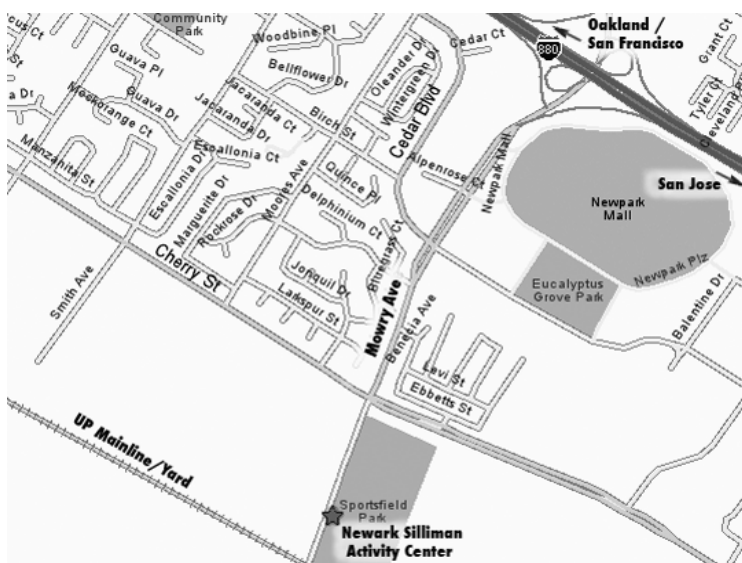 Community
Park
Oakland /
San Francisco
880
Woodbine Pl
Cedar Ct
Grant Ct
Guava Pl
Bellflower Dr
Oleander Dr
Wintergreen Dr
Tyler Ct
Cleveland Pl
Mockorange Ct
Guava Dr
Jacaranda Dr
Jacaranda Ct
Birch St
Cedar Blvd
Manzanita St
Escallonia Ct
Escallonia Dr
Alpenrose Ct
Newpark Mall
San Jose
Newpark
Mall
Quince Pl
Marguerite Dr
Rockrose Dr
Moores Ave
Delphinium Ct
Bluegrass Ct
Cherry St
Smith Ave
Jonquil Dr
Larkspur St
Mowry Ave
Benecia Ave
Eucalyptus
Grove Park
Newpark Plz
Balentine Dr
Levi St
Ebbetts St
UP Mainline/Yard
Sportsfield
Park
Newark Silliman
Activity Center